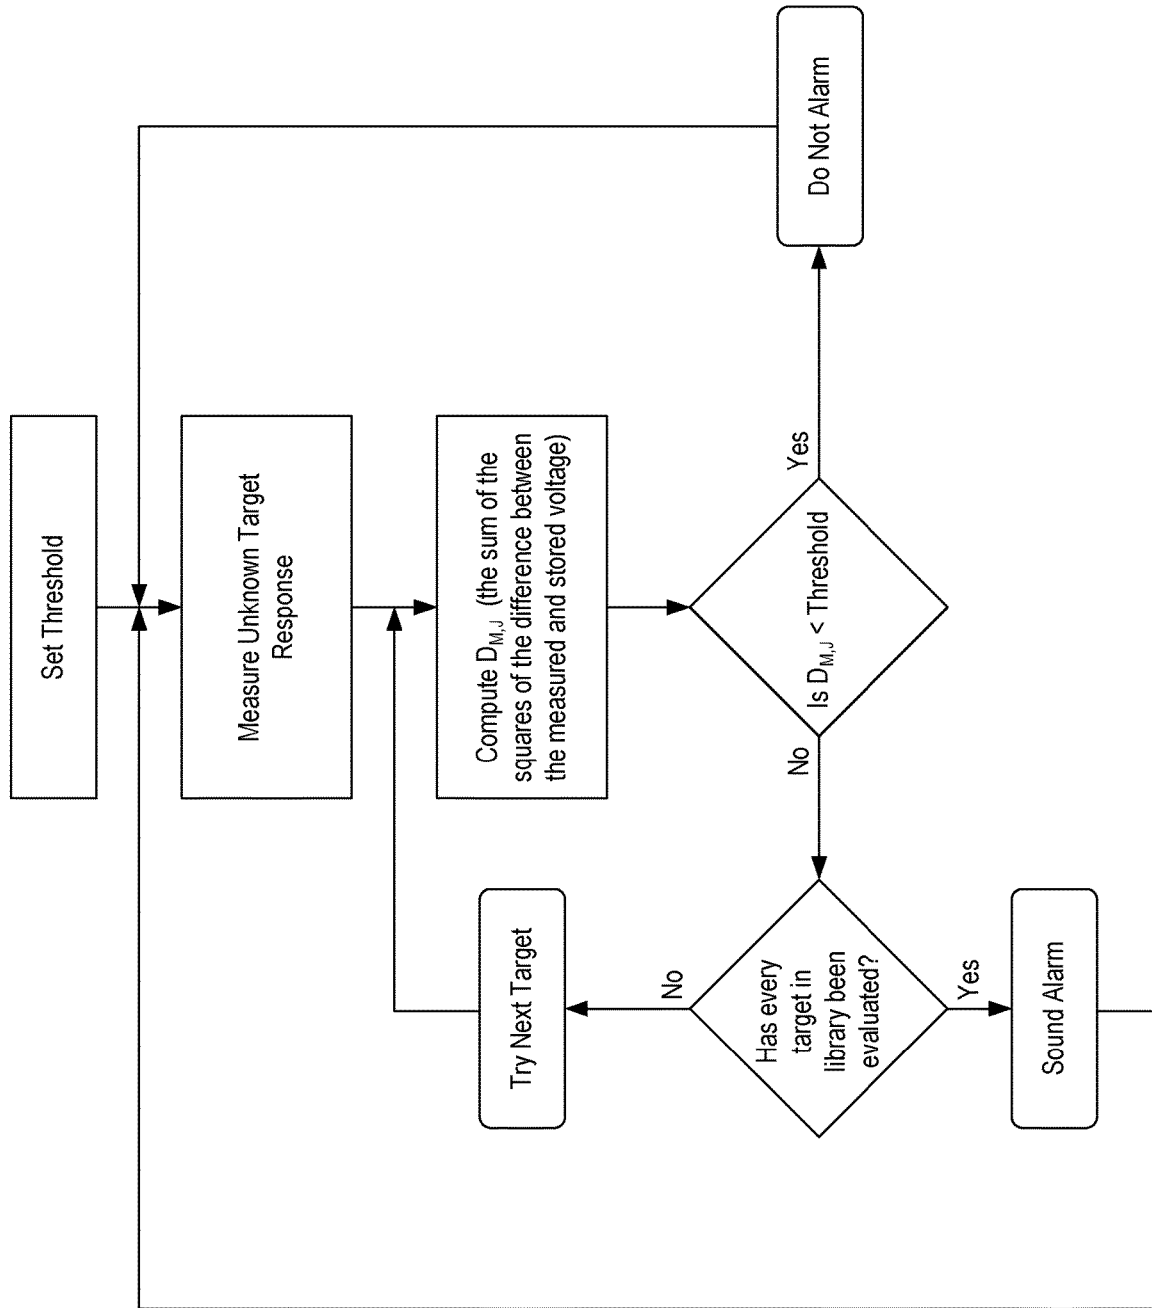 Set Threshold
Measure Unknown Target
Response
Compute D_{M,J} (the sum of the
squares of the difference between
the measured and stored voltage)
Is D_{M,J} < Threshold
Yes
Do Not Alarm
No
Has every
target in
library been
evaluated?
No
Try Next Target
Yes
Sound Alarm